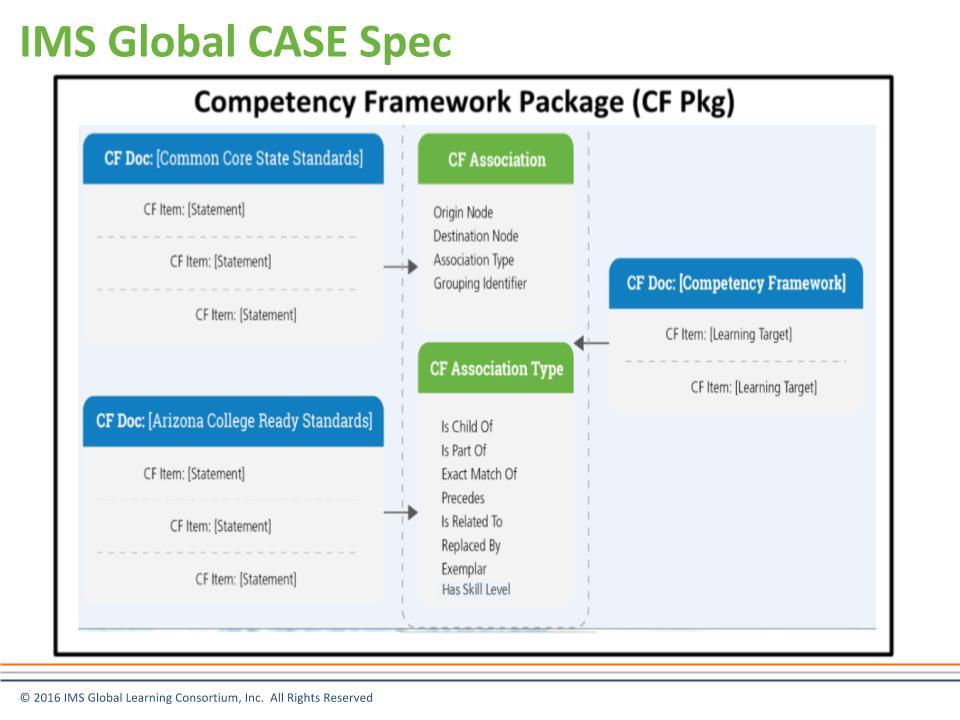 IMS Global CASE Spec
Competency Framework Package (CF Pkg)
CF Doc: [Common Core State Standards]
CF Item: [Statement]
CF Item: [Statement]
CF Item: [Statement]
CF Doc: [Arizona College Ready Standards]
CF Item: [Statement]
CF Item: [Statement]
CF Item: [Statement]
CF Association
Origin Node
Destination Node
Association Type
Grouping Identifier
CF Association Type
Is Child Of
Is Part Of
Exact Match Of
Precedes
Is Related To
Replaced By
Exemplar
Has Skill Level
CF Doc: [Competency Framework]
CF Item: [Learning Target]
CF Item: [Learning Target]
© 2016 IMS Global Learning Consortium, Inc. All Rights Reserved